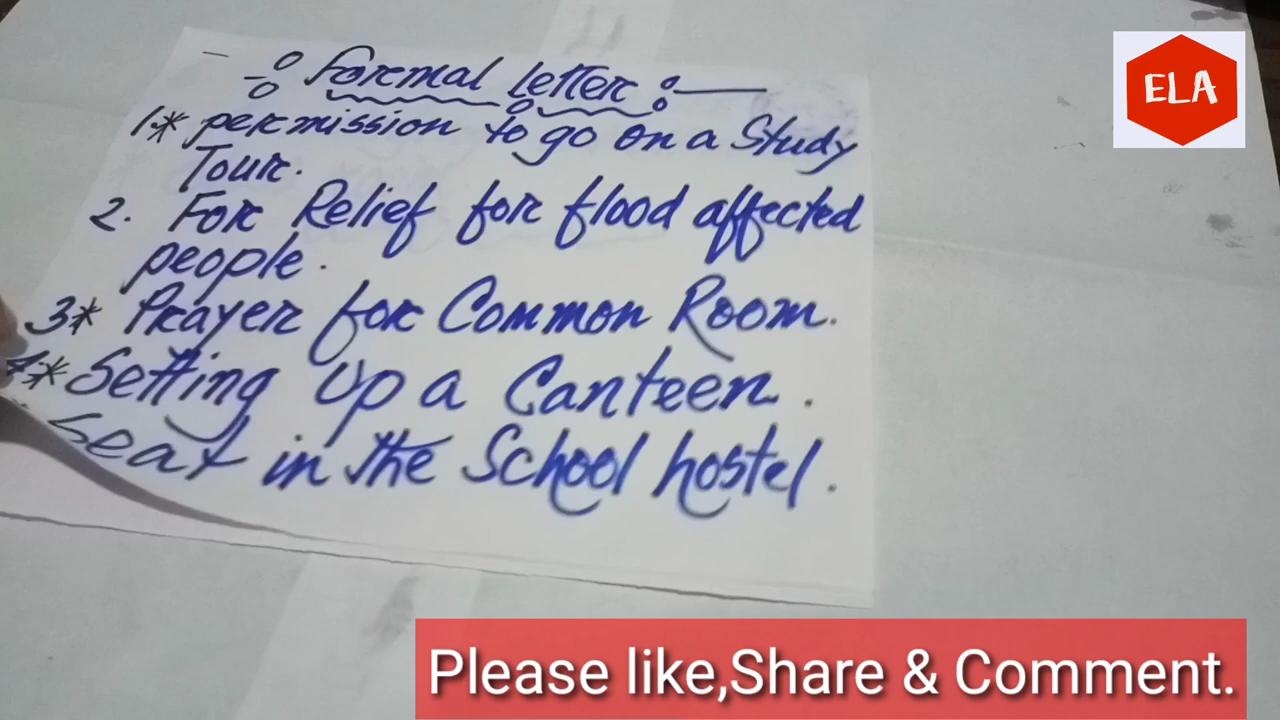 Formal Letter
ELA
1* permission to go on a Study
Tour.
2. For Relief for flood affected
people.
3* Prayer for Common Room.
4* Setting Up a Canteen.
Seat in the School hostel.
Please like,Share & Comment.